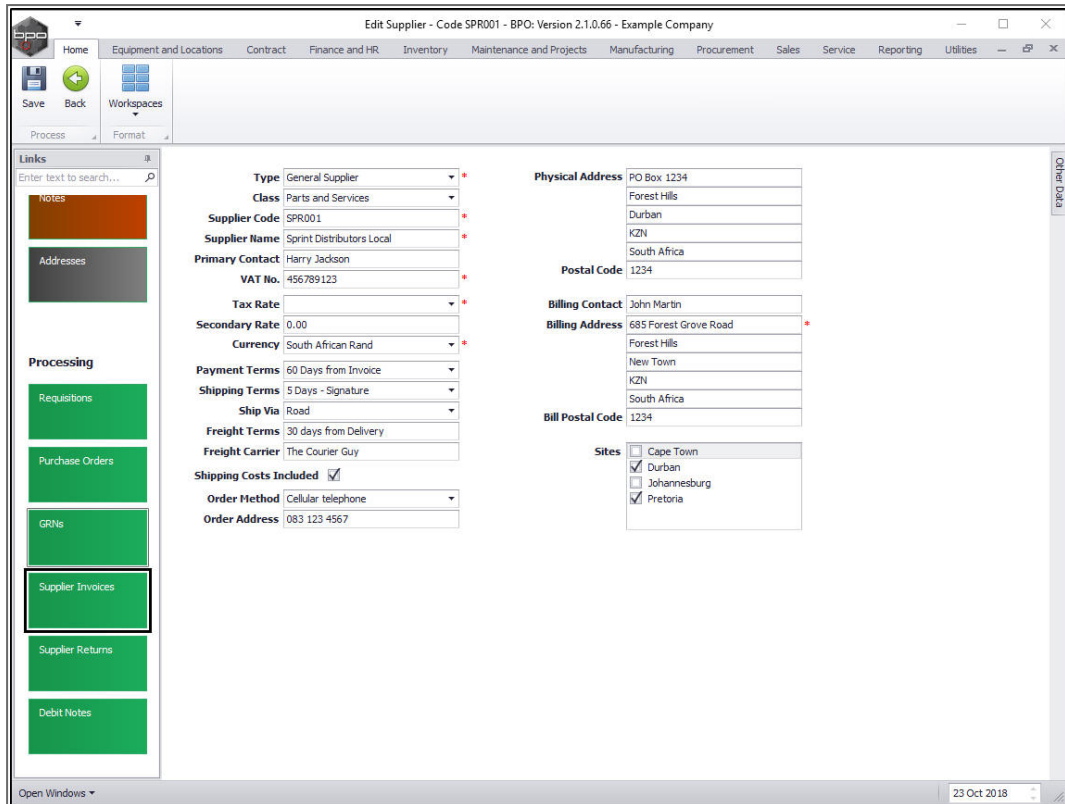 Edit Supplier - Code SPR001 - BPO: Version 2.1.0.66 - Example Company
bpo
Home Equipment and Locations Contract Finance and HR Inventory Maintenance and Projects Manufacturing Procurement Sales Service Reporting Utilities
Save Back Workspaces
Process Format
Links
Enter text to search...
Notes
Addresses
Processing
Requisitions
Purchase Orders
GRNs
Supplier Invoices
Supplier Returns
Debit Notes
Type General Supplier *
Class Parts and Services
Supplier Code SPR001 *
Supplier Name Sprint Distributors Local *
Primary Contact Harry Jackson
VAT No. 456789123 *
Tax Rate *
Secondary Rate 0.00
Currency South African Rand *
Payment Terms 60 Days from Invoice
Shipping Terms 5 Days - Signature
Ship Via Road
Freight Terms 30 days from Delivery
Freight Carrier The Courier Guy
Shipping Costs Included
Order Method Cellular telephone
Order Address 083 123 4567
Physical Address PO Box 1234
Forest Hills
Durban
KZN
South Africa
Postal Code 1234
Billing Contact John Martin
Billing Address 685 Forest Grove Road *
Forest Hills
New Town
KZN
South Africa
Bill Postal Code 1234
Sites Cape Town
Durban
Johannesburg
Pretoria
Other Data
Open Windows
23 Oct 2018